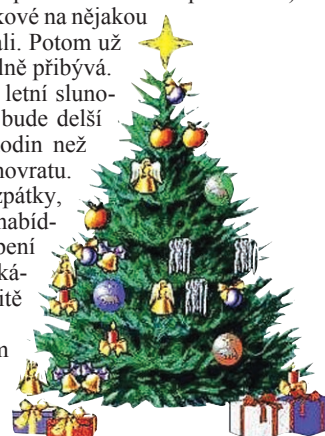 kové na nějakou
ali. Potom už
lně přibývá.
letní sluno-
bude delší
odin než
novratu.
zpátky,
nabíd-
pení
ká-
itě
m